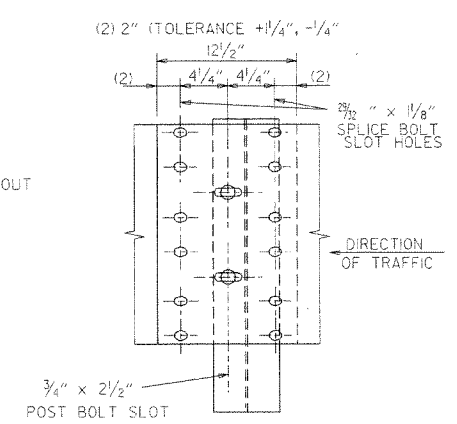 (2) 2" (TOLERANCE +1 1/4", -1/4"
12 1/2"
(2) 4 1/4" 4 1/4" (2)
29/32 " × 1 1/8"
SPLICE BOLT
SLOT HOLES
OUT
DIRECTION
OF TRAFFIC
3/4" × 2 1/2"
POST BOLT SLOT